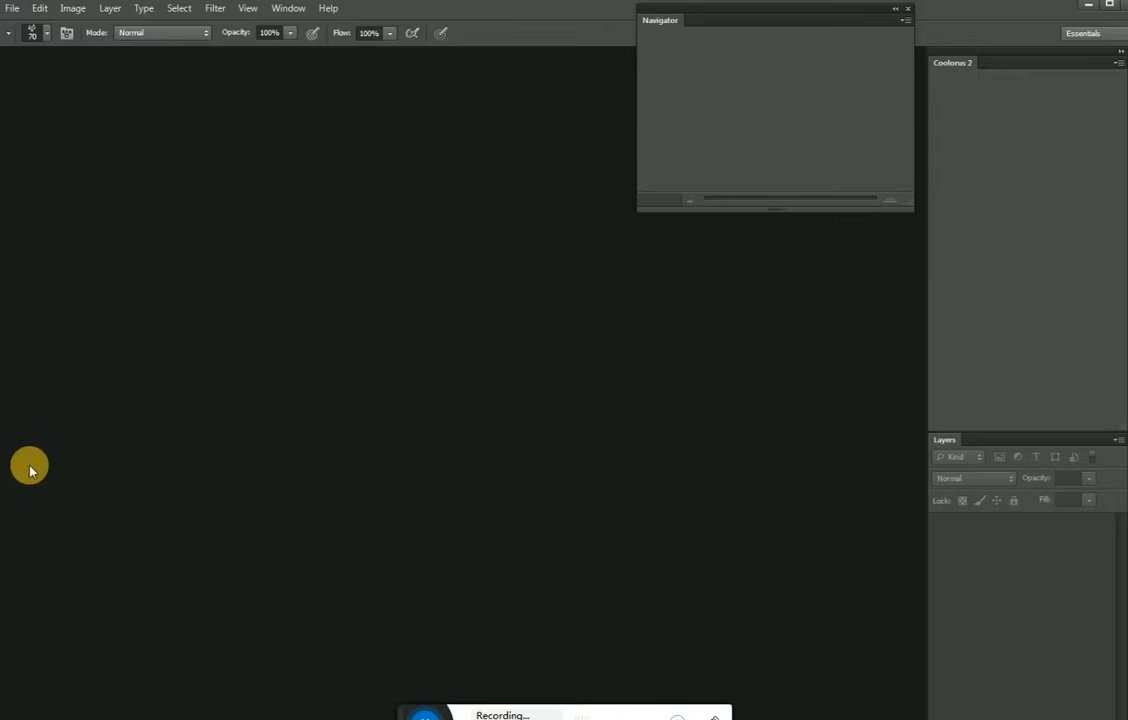 File Edit Image Layer Type Select Filter View Window Help
70 Mode: Normal Opacity: 100% Flow: 100% Essentials
Navigator
Coolorus 2
Layers
Kind
Normal Opacity:
Lock: Fill:
Recording...